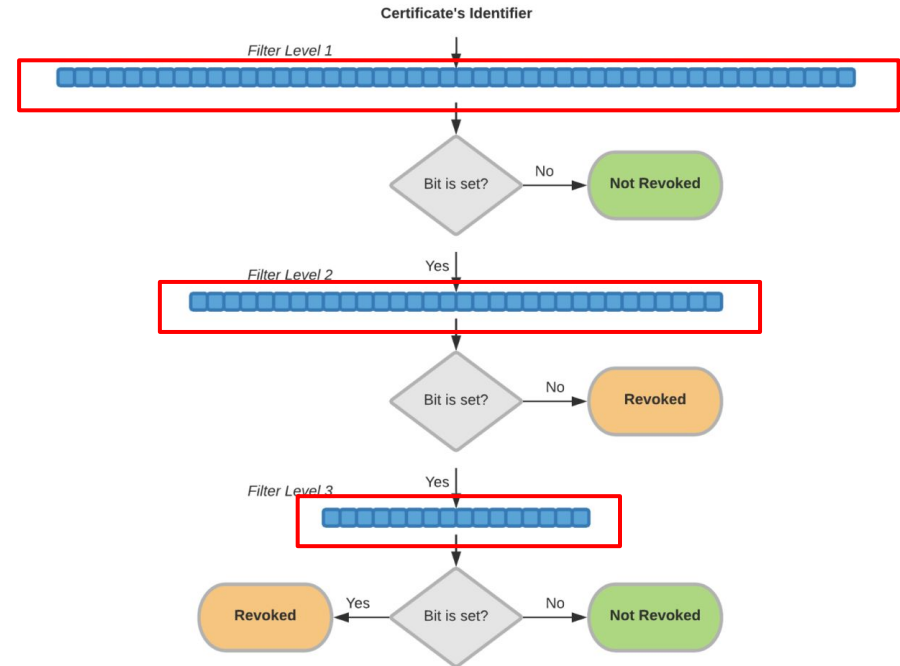 Certificate's Identifier
Filter Level 1
Bit is set?
No
Not Revoked
Yes
Filter Level 2
Bit is set?
No
Revoked
Yes
Filter Level 3
Revoked
Yes
Bit is set?
No
Not Revoked